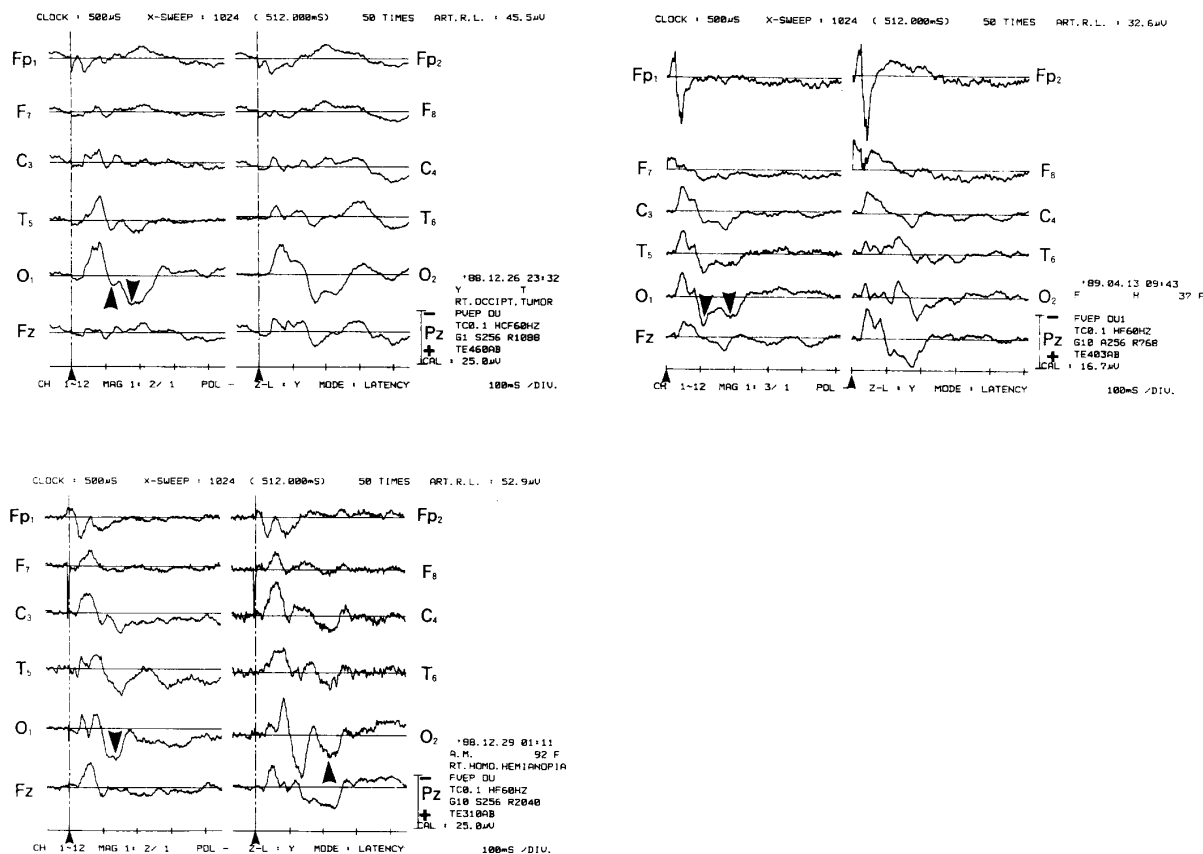 CLOCK : 500µS X-SWEEP : 1024 ( 512.000mS) 50 TIMES ART.R.L. : 45.5µV
Fp₁ Fp₂
F₇ F₈
C₃ C₄
T₅ T₆
O₁ O₂
'88.12.26 23:32
Y T
RT.OCCIPT.TUMOR
PVEP OU
TC0.1 HCF60HZ
G1 S256 R1088
TE460AB
CAL : 25.0µV
Fz Pz
− +
CH 1~12 MAG 1: 2/ 1 POL - Z-L : Y MODE : LATENCY 100mS /DIV.
CLOCK : 500µS X-SWEEP : 1024 ( 512.000mS) 50 TIMES ART.R.L. : 32.6µV
Fp₁ Fp₂
F₇ F₈
C₃ C₄
T₅ T₆
O₁ O₂
'89.04.13 09:43
37 F
FVEP OU1
TC0.1 HF60HZ
G10 A256 R768
TE403AB
CAL : 16.7µV
Fz Pz
− +
CH 1~12 MAG 1: 3/ 1 POL - Z-L : Y MODE : LATENCY 100mS /DIV.
CLOCK : 500µS X-SWEEP : 1024 ( 512.000mS) 50 TIMES ART.R.L. : 52.9µV
Fp₁ Fp₂
F₇ F₈
C₃ C₄
T₅ T₆
O₁ O₂
'88.12.29 01:11
A.M. 92 F
RT.HOMO.HEMIANOPIA
FVEP OU
TC0.1 HF60HZ
G10 S256 R2040
TE310AB
CAL : 25.0µV
Fz Pz
− +
CH 1~12 MAG 1: 2/ 1 POL - Z-L : Y MODE : LATENCY 100mS /DIV.